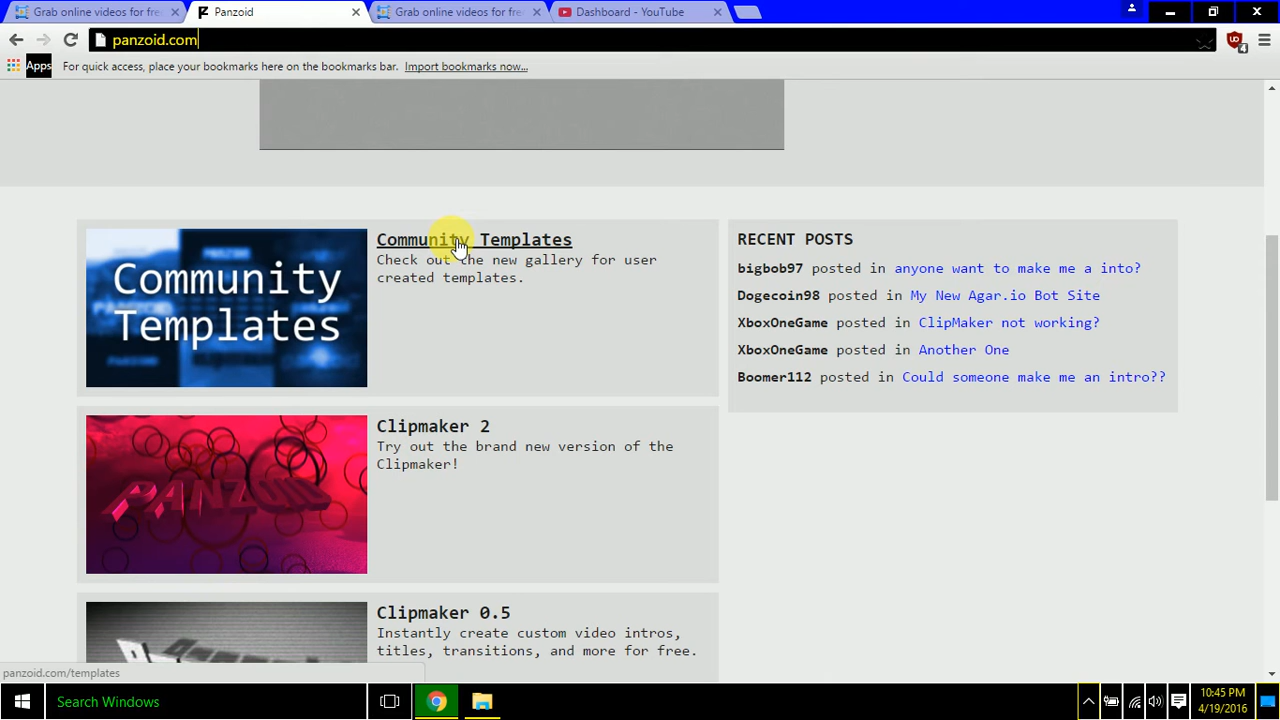 Grab online videos for fre
Panzoid
Grab online videos for fre
Dashboard - YouTube
panzoid.com
4
Apps
For quick access, place your bookmarks here on the bookmarks bar. Import bookmarks now...
Community Templates
Community Templates
Check out the new gallery for user
created templates.
RECENT POSTS
bigbob97 posted in anyone want to make me a into?
Dogecoin98 posted in My New Agar.io Bot Site
XboxOneGame posted in ClipMaker not working?
XboxOneGame posted in Another One
Boomer112 posted in Could someone make me an intro??
PANZOID
Clipmaker 2
Try out the brand new version of the
Clipmaker!
Clipmaker 0.5
Instantly create custom video intros,
titles, transitions, and more for free.
panzoid.com/templates
Search Windows
10:45 PM
4/19/2016